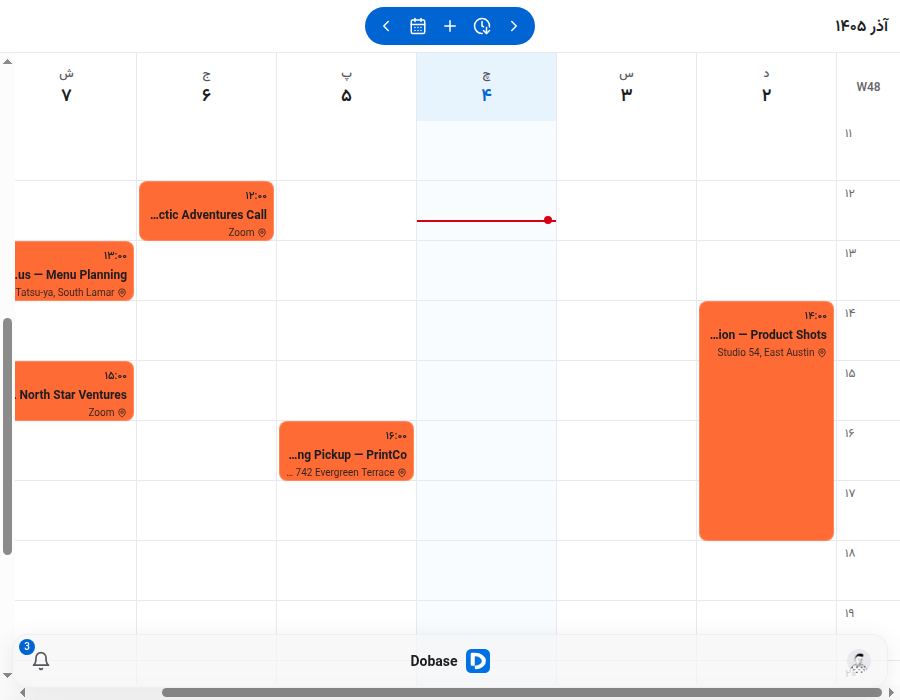 آذر ۱۴۰۵
W48
د
۲
س
۳
چ
۴
پ
۵
ج
۶
ش
۷
۱۱
۱۲
۱۳
۱۴
۱۵
۱۶
۱۷
۱۸
۱۹
۱۴:۰۰
...ion — Product Shots
Studio 54, East Austin
۱۶:۰۰
...ng Pickup — PrintCo
742 Evergreen Terrace ...
۱۲:۰۰
...ctic Adventures Call
Zoom
۱۳:۰۰
.us — Menu Planning
Tatsu-ya, South Lamar
۱۵:۰۰
. North Star Ventures
Zoom
Dobase
3